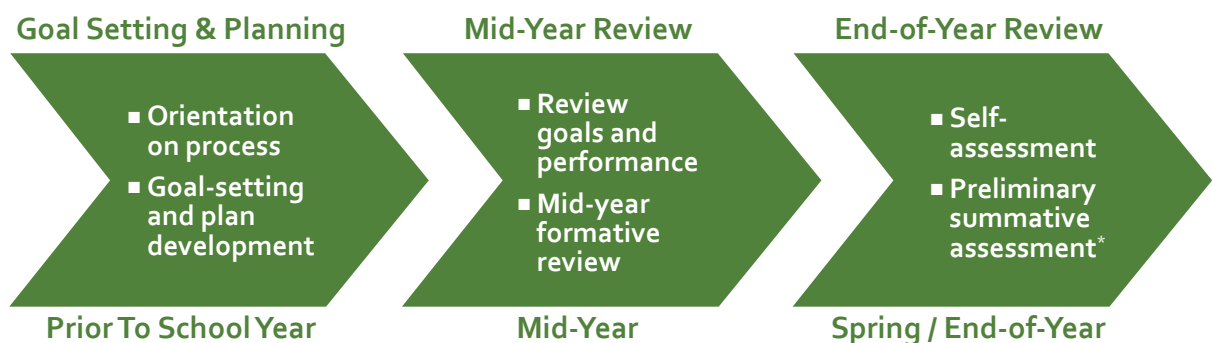 Goal Setting & Planning
Mid-Year Review
End-of-Year Review
▪ Orientation
on process
▪ Goal-setting
and plan
development
▪ Review
goals and
performance
▪ Mid-year
formative
review
▪ Self-
assessment
▪ Preliminary
summative
assessment*
Prior To School Year
Mid-Year
Spring / End-of-Year